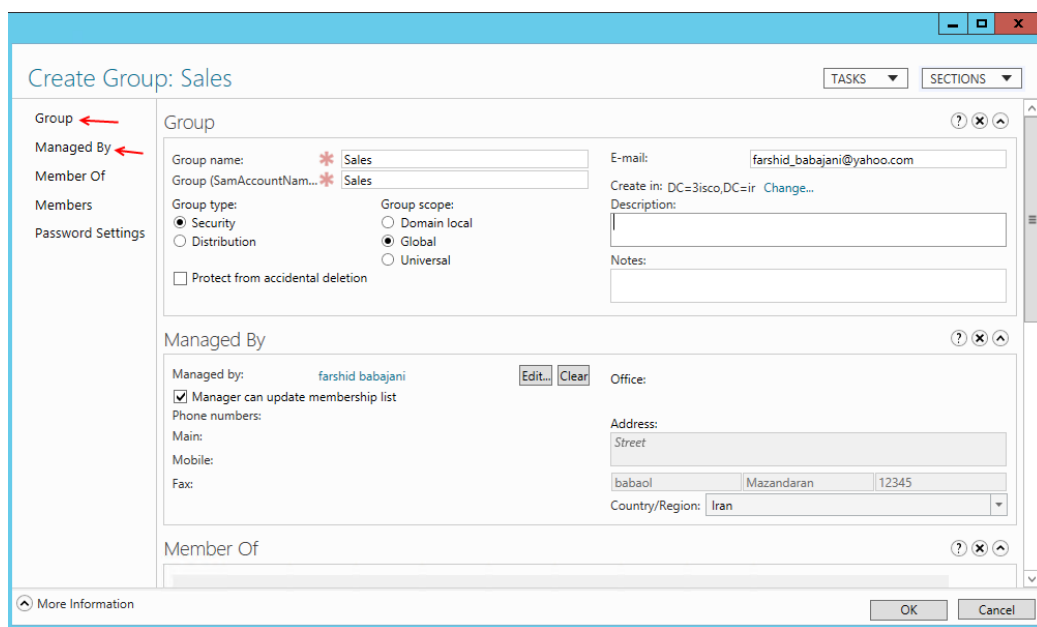 Create Group: Sales
TASKS
SECTIONS
Group
Managed By
Member Of
Members
Password Settings
Group
Group name:
Sales
Group (SamAccountNam...
Sales
Group type:
Security
Distribution
Group scope:
Domain local
Global
Universal
Protect from accidental deletion
E-mail:
farshid_babajani@yahoo.com
Create in: DC=3isco,DC=ir Change...
Description:
Notes:
Managed By
Managed by:
farshid babajani
Edit...
Clear
Manager can update membership list
Phone numbers:
Main:
Mobile:
Fax:
Office:
Address:
Street
babaol
Mazandaran
12345
Country/Region: Iran
Member Of
More Information
OK
Cancel